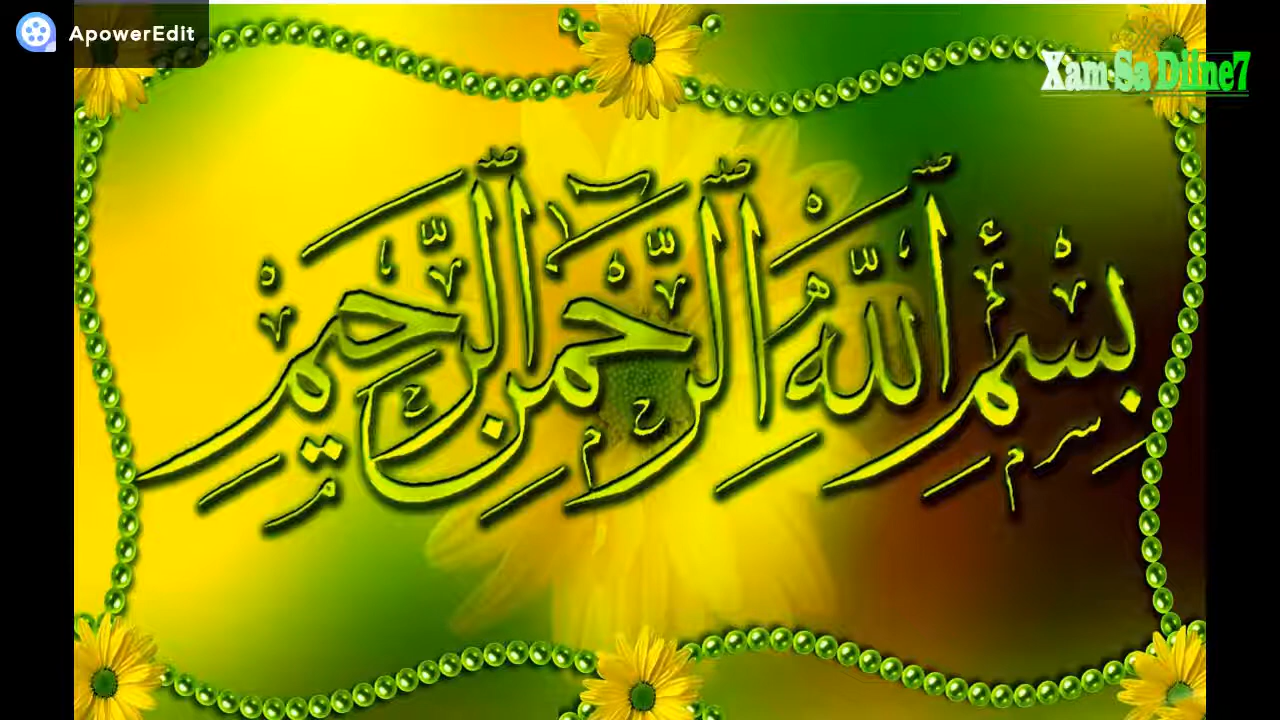 ApowerEdit
Xam Sa Diine7
بِسْمِ اللَّهِ الرَّحْمَٰنِ الرَّحِيمِ